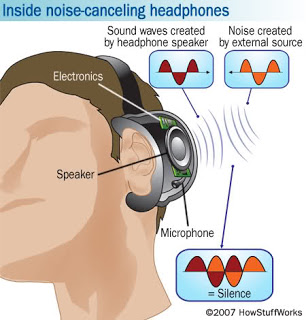 Inside noise-canceling headphones
Sound waves created
by headphone speaker
Noise created
by external source
Electronics
Speaker
Microphone
= Silence
©2007 HowStuffWorks